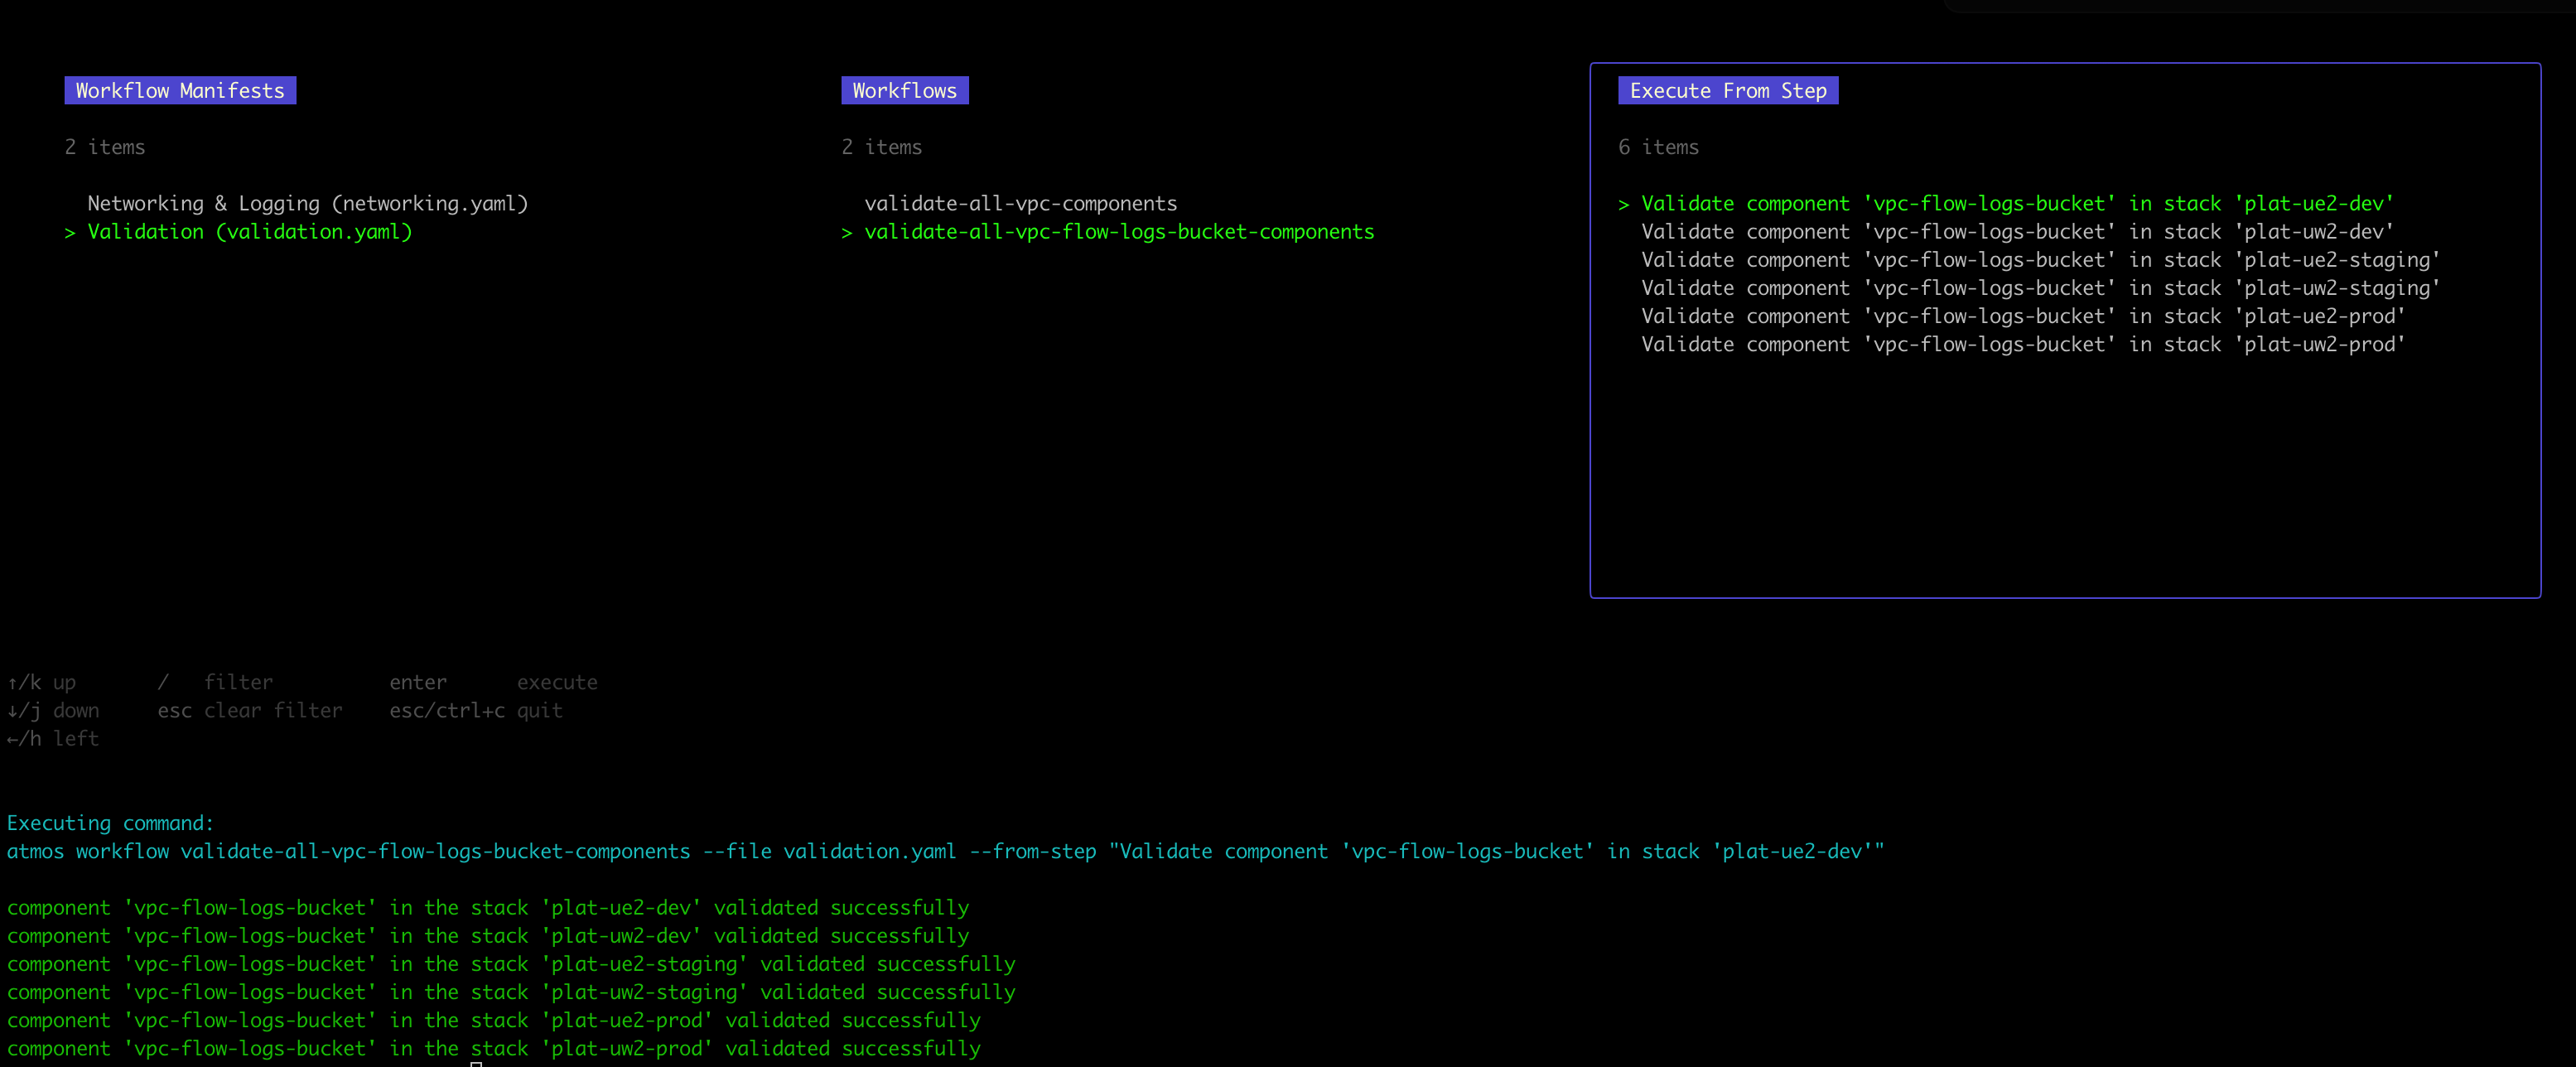 Workflow Manifests
2 items
Networking & Logging (networking.yaml)
> Validation (validation.yaml)
Workflows
2 items
validate-all-vpc-components
> validate-all-vpc-flow-logs-bucket-components
Execute From Step
6 items
> Validate component 'vpc-flow-logs-bucket' in stack 'plat-ue2-dev'
Validate component 'vpc-flow-logs-bucket' in stack 'plat-uw2-dev'
Validate component 'vpc-flow-logs-bucket' in stack 'plat-ue2-staging'
Validate component 'vpc-flow-logs-bucket' in stack 'plat-uw2-staging'
Validate component 'vpc-flow-logs-bucket' in stack 'plat-ue2-prod'
Validate component 'vpc-flow-logs-bucket' in stack 'plat-uw2-prod'
↑/k up / filter enter execute
↓/j down esc clear filter esc/ctrl+c quit
←/h left
Executing command:
atmos workflow validate-all-vpc-flow-logs-bucket-components --file validation.yaml --from-step "Validate component 'vpc-flow-logs-bucket' in stack 'plat-ue2-dev'"
component 'vpc-flow-logs-bucket' in the stack 'plat-ue2-dev' validated successfully
component 'vpc-flow-logs-bucket' in the stack 'plat-uw2-dev' validated successfully
component 'vpc-flow-logs-bucket' in the stack 'plat-ue2-staging' validated successfully
component 'vpc-flow-logs-bucket' in the stack 'plat-uw2-staging' validated successfully
component 'vpc-flow-logs-bucket' in the stack 'plat-ue2-prod' validated successfully
component 'vpc-flow-logs-bucket' in the stack 'plat-uw2-prod' validated successfully